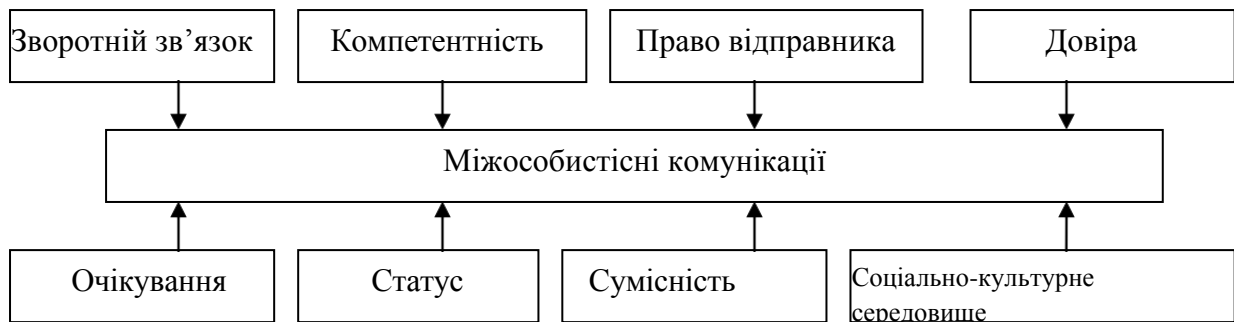 Зворотній зв’язок
Компетентність
Право відправника
Довіра
Міжособистісні комунікації
Очікування
Статус
Сумісність
Соціально-культурне
середовище